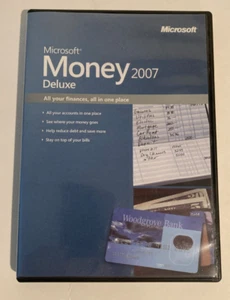 Microsoft
Microsoft®
Money 2007
Deluxe
All your finances, all in one place
• All your accounts in one place
• See where your money goes
• Help reduce debt and save more
• Stay on top of your bills
Woodgrove Bank